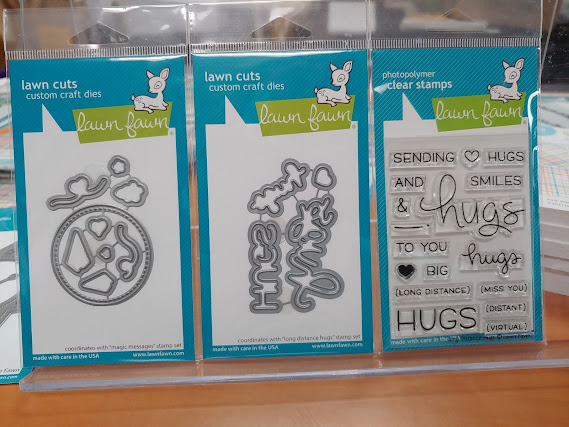 lawn cuts
custom craft dies
lawn fawn
coordinates with "magic messages" stamp set
made with care in the USA
www.lawnfawn.com
lawn cuts
custom craft dies
lawn fawn
coordinates with "long distance hugs" stamp set
made with care in the USA
www.lawnfawn.com
photopolymer
clear stamps
lawn fawn
SENDING HUGS
AND SMILES
& hugs
TO YOU
hugs
BIG
(LONG DISTANCE) (MISS YOU)
HUGS (DISTANT)
(VIRTUAL)
made with care in the USA